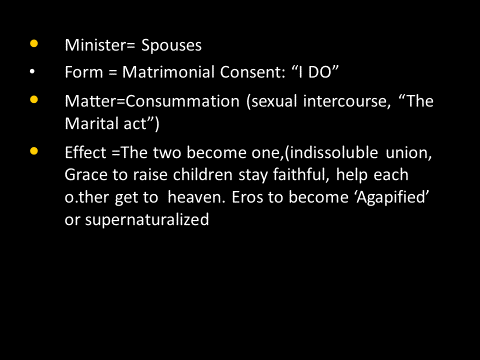 • Minister= Spouses
• Form = Matrimonial Consent: “I DO”
• Matter=Consummation (sexual intercourse, “The
Marital act”)
• Effect =The two become one,(indissoluble union,
Grace to raise children stay faithful, help each
o.ther get to  heaven. Eros to become ‘Agapified’
or supernaturalized